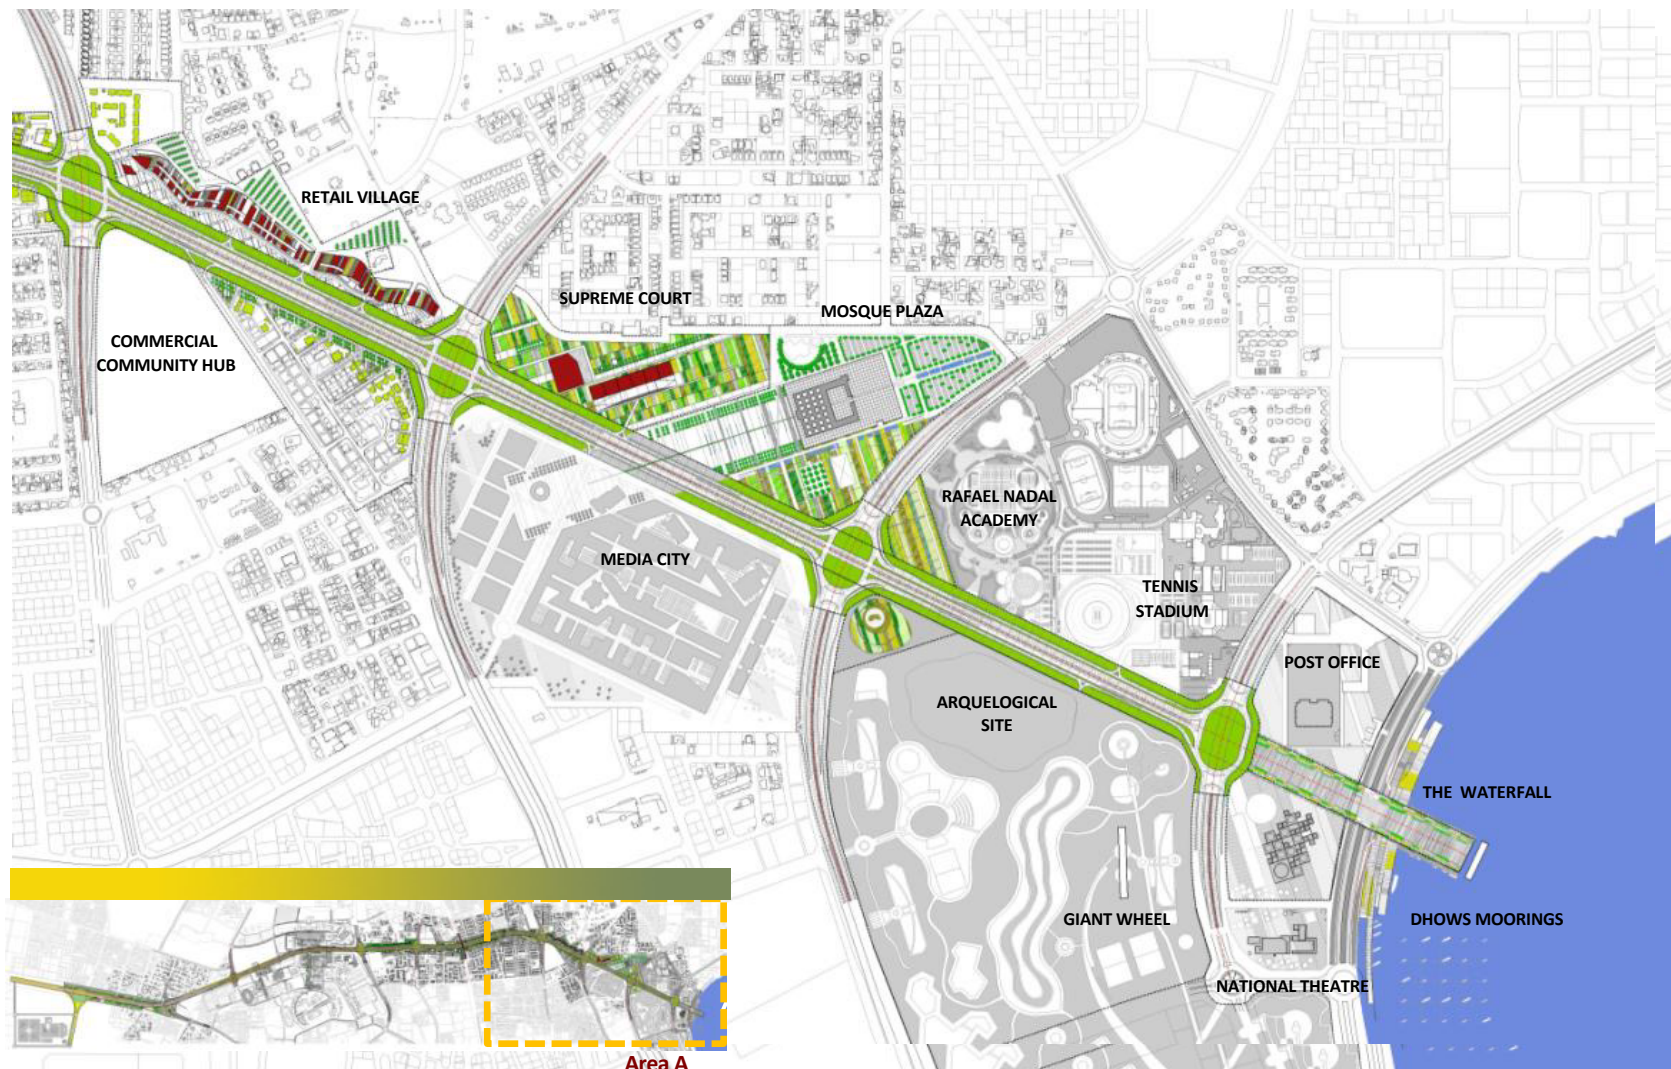 RETAIL VILLAGE
SUPREME COURT
MOSQUE PLAZA
COMMERCIAL
COMMUNITY HUB
RAFAEL NADAL
ACADEMY
MEDIA CITY
TENNIS
STADIUM
POST OFFICE
ARQUELOGICAL
SITE
THE WATERFALL
GIANT WHEEL
DHOWS MOORINGS
NATIONAL THEATRE
Area A